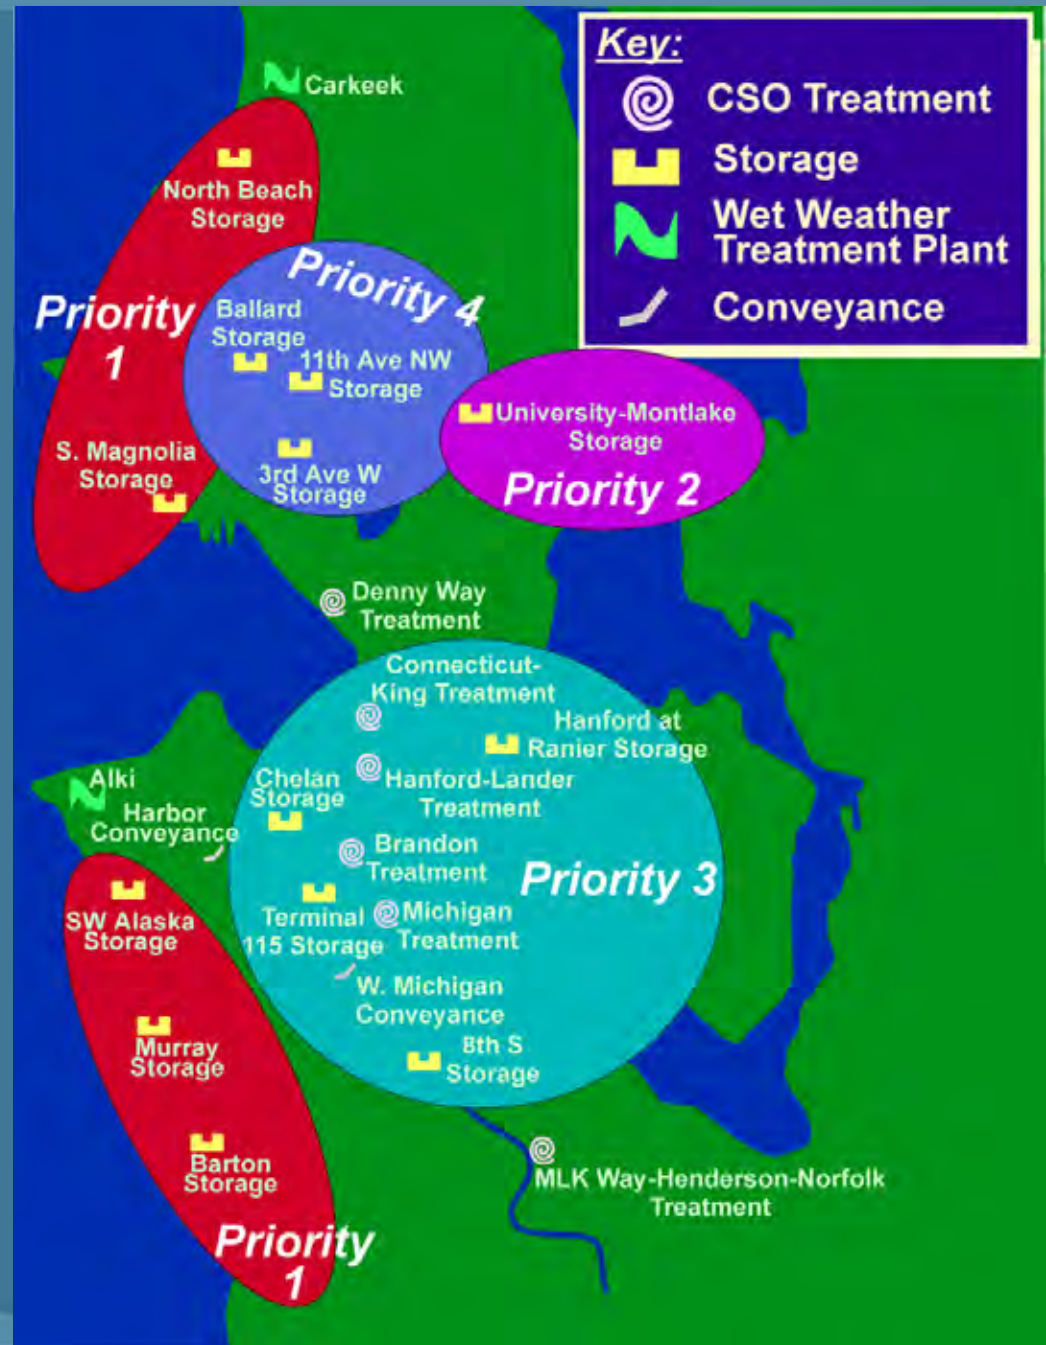 Key:
CSO Treatment
Storage
Wet Weather
Treatment Plant
Conveyance
Carkeek
North Beach
Storage
Priority
1
Priority 4
Ballard
Storage
11th Ave NW
Storage
3rd Ave W
Storage
S. Magnolia
Storage
University-Montlake
Storage
Priority 2
Denny Way
Treatment
Connecticut-
King Treatment
Hanford at
Ranier Storage
Hanford-Lander
Treatment
Chelan
Storage
Alki
Harbor
Conveyance
Brandon
Treatment
Priority 3
Terminal
115 Storage
Michigan
Treatment
W. Michigan
Conveyance
8th S
Storage
SW Alaska
Storage
Murray
Storage
Barton
Storage
Priority
1
MLK Way-Henderson-Norfolk
Treatment